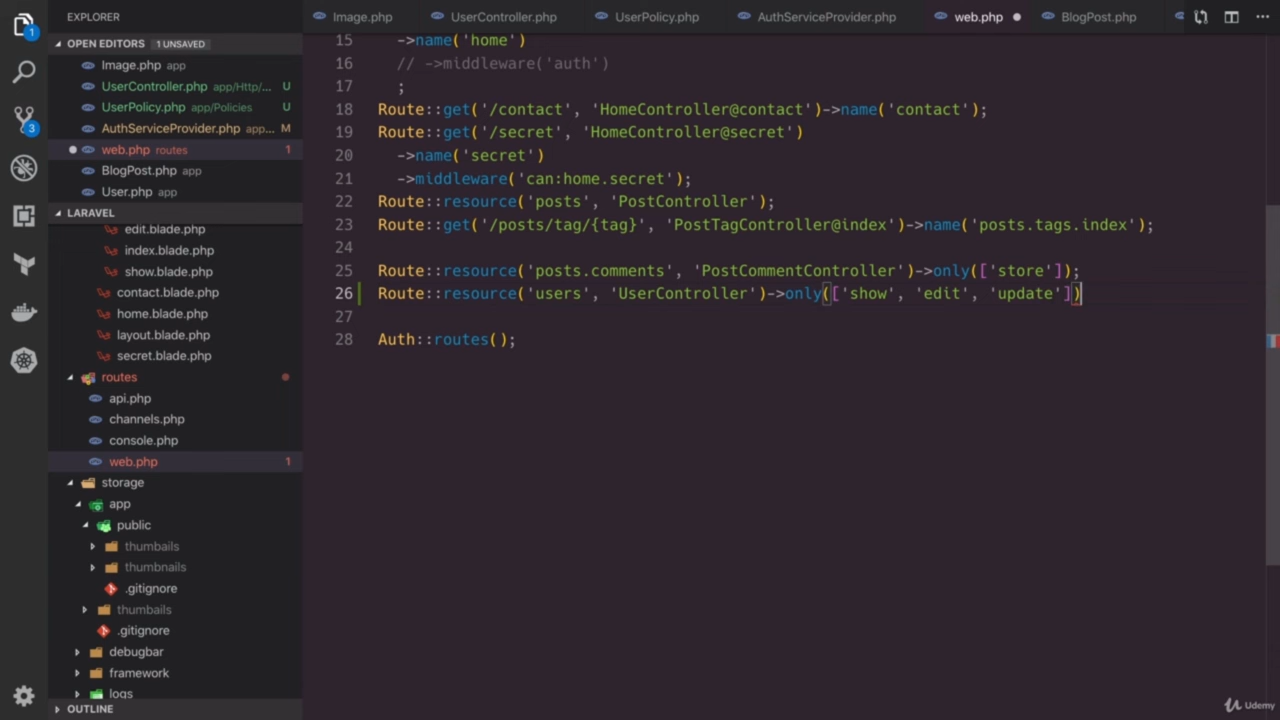 EXPLORER
Image.php
UserController.php
UserPolicy.php
AuthServiceProvider.php
web.php
BlogPost.php
1
3
OPEN EDITORS 1 UNSAVED
Image.php app
UserController.php app/Http/... U
UserPolicy.php app/Policies U
AuthServiceProvider.php app... M
web.php routes 1
BlogPost.php app
User.php app
LARAVEL
edit.blade.php
index.blade.php
show.blade.php
contact.blade.php
home.blade.php
layout.blade.php
secret.blade.php
routes
api.php
channels.php
console.php
web.php 1
storage
app
public
thumbails
thumbnails
.gitignore
thumbails
.gitignore
debugbar
framework
logs
OUTLINE
15 ->name('home')
16 // ->middleware('auth')
17 ;
18 Route::get('/contact', 'HomeController@contact')->name('contact');
19 Route::get('/secret', 'HomeController@secret')
20 ->name('secret')
21 ->middleware('can:home.secret');
22 Route::resource('posts', 'PostController');
23 Route::get('/posts/tag/{tag}', 'PostTagController@index')->name('posts.tags.index');
24
25 Route::resource('posts.comments', 'PostCommentController')->only(['store']);
26 Route::resource('users', 'UserController')->only(['show', 'edit', 'update'])
27
28 Auth::routes();
Udemy